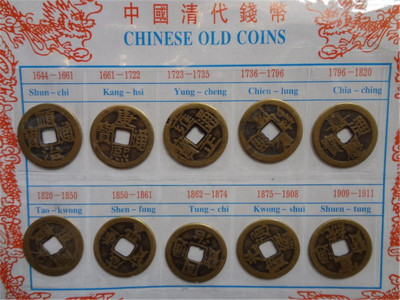 中國清代錢幣
CHINESE OLD COINS
1644-1661 1661-1722 1723-1735 1736-1796 1796-1820
Shun-chi Kang-hsi Yung-cheng Chien-lung Chia-ching
1820-1850 1850-1861 1862-1874 1875-1908 1909-1911
Tao-kwong Shen-fung Tung-chi Kwong-shui Shuen-tung